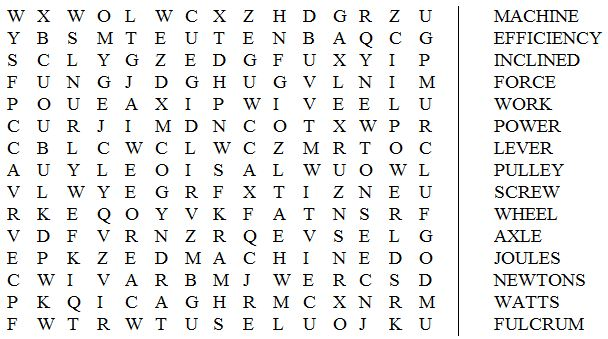 W X W O L W C X Z H D G R Z U MACHINE
Y B S M T E U T E N B A Q C G EFFICIENCY
S C L Y G Z E D G F U X Y I P INCLINED
F U N G J D G H U G V L N I M FORCE
P O U E A X I P W I V E E L U WORK
C U R J I M D N C O T X W P R POWER
C B L C W C L W C Z M R T O C LEVER
A U Y L E O I S A L W U O W L PULLEY
V L W Y E G R F X T I Z N E U SCREW
R K E Q O Y V K F A T N S R F WHEEL
V D F V R N Z R Q E V S E L G AXLE
E P K Z E D M A C H I N E D O JOULES
C W I V A R B M J W E R C S D NEWTONS
P K Q I C A G H R M C X N R M WATTS
F W T R W T U S E L U O J K U FULCRUM